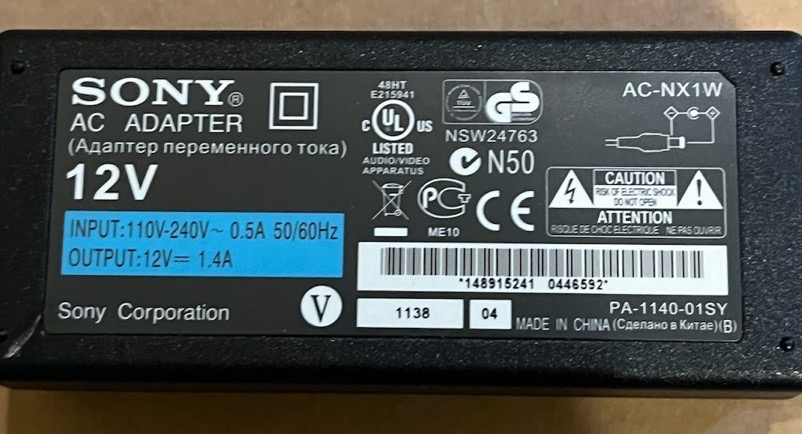 SONY®
AC ADAPTER
(Адаптер переменного тока)
12V
INPUT:110V-240V~ 0.5A 50/60Hz
OUTPUT:12V⎓ 1.4A
Sony Corporation
V
48HT
E215941
C UL US
LISTED
AUDIO/VIDEO
APPARATUS
TÜV
GS
NSW24763
N50
PG
CE
ME10
AC-NX1W
- +
CAUTION
RISK OF ELECTRIC SHOCK
DO NOT OPEN
ATTENTION
RISQUE DE CHOC ELECTRIQUE NE PAS OUVRIR
*148915241 0446592*
1138
04
PA-1140-01SY
MADE IN CHINA (Сделано в Китае)(B)